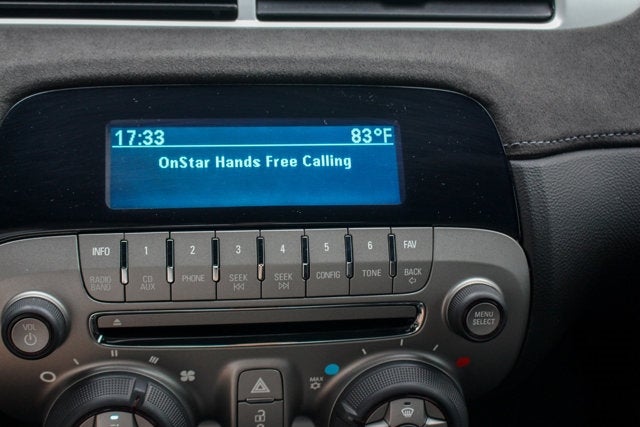 17:33 83°F
OnStar Hands Free Calling
INFO 1 2 3 4 5 6 FAV
RADIO BAND CD AUX PHONE SEEK SEEK CONFIG TONE BACK
VOL
MENU SELECT
MAX